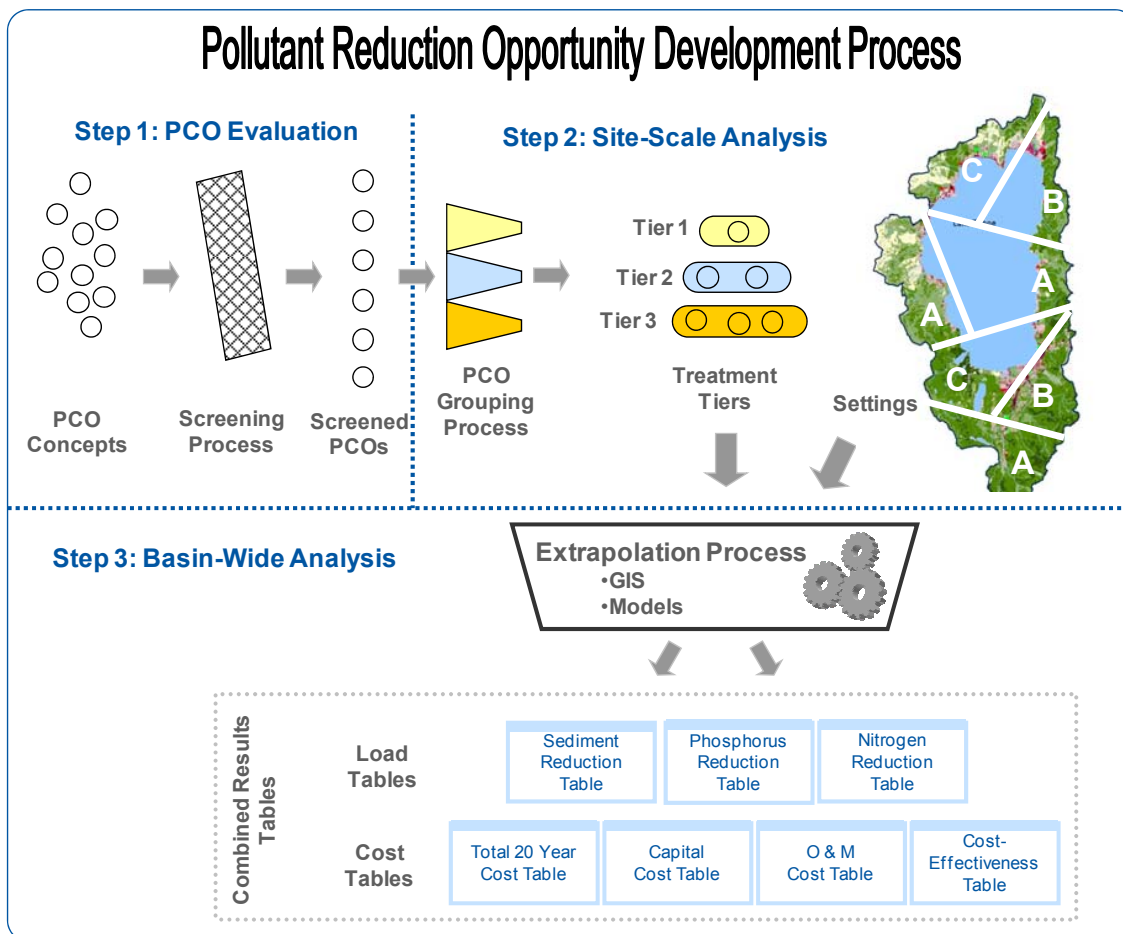 Pollutant Reduction Opportunity Development Process
Step 1: PCO Evaluation
PCO
Concepts
Screening
Process
Screened
PCOs
Step 2: Site-Scale Analysis
PCO
Grouping
Process
Tier 1
Tier 2
Tier 3
Treatment
Tiers
Settings
C
B
A
A
C
B
A
Step 3: Basin-Wide Analysis
Extrapolation Process
•GIS
•Models
Combined Results
Tables
Load
Tables
Sediment
Reduction
Table
Phosphorus
Reduction
Table
Nitrogen
Reduction
Table
Cost
Tables
Total 20 Year
Cost Table
Capital
Cost Table
O & M
Cost Table
Cost-
Effectiveness
Table